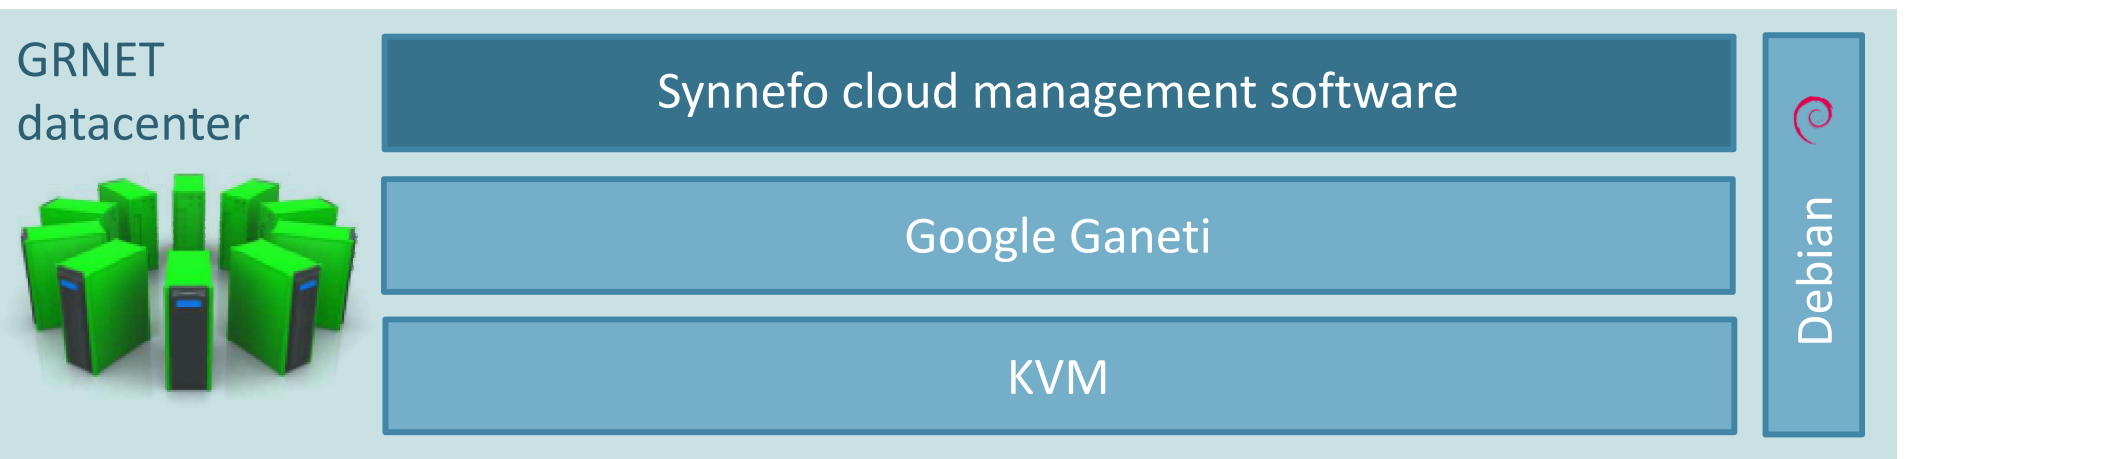 GRNET
datacenter
Synnefo cloud management software
Google Ganeti
KVM
Debian